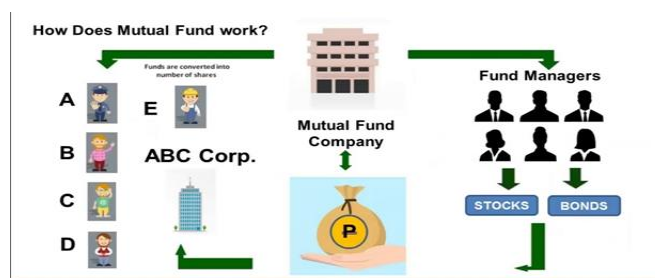 How Does Mutual Fund work?
Funds are converted into
number of shares
A
E
B
ABC Corp.
C
D
Mutual Fund
Company
₱
Fund Managers
STOCKS
BONDS